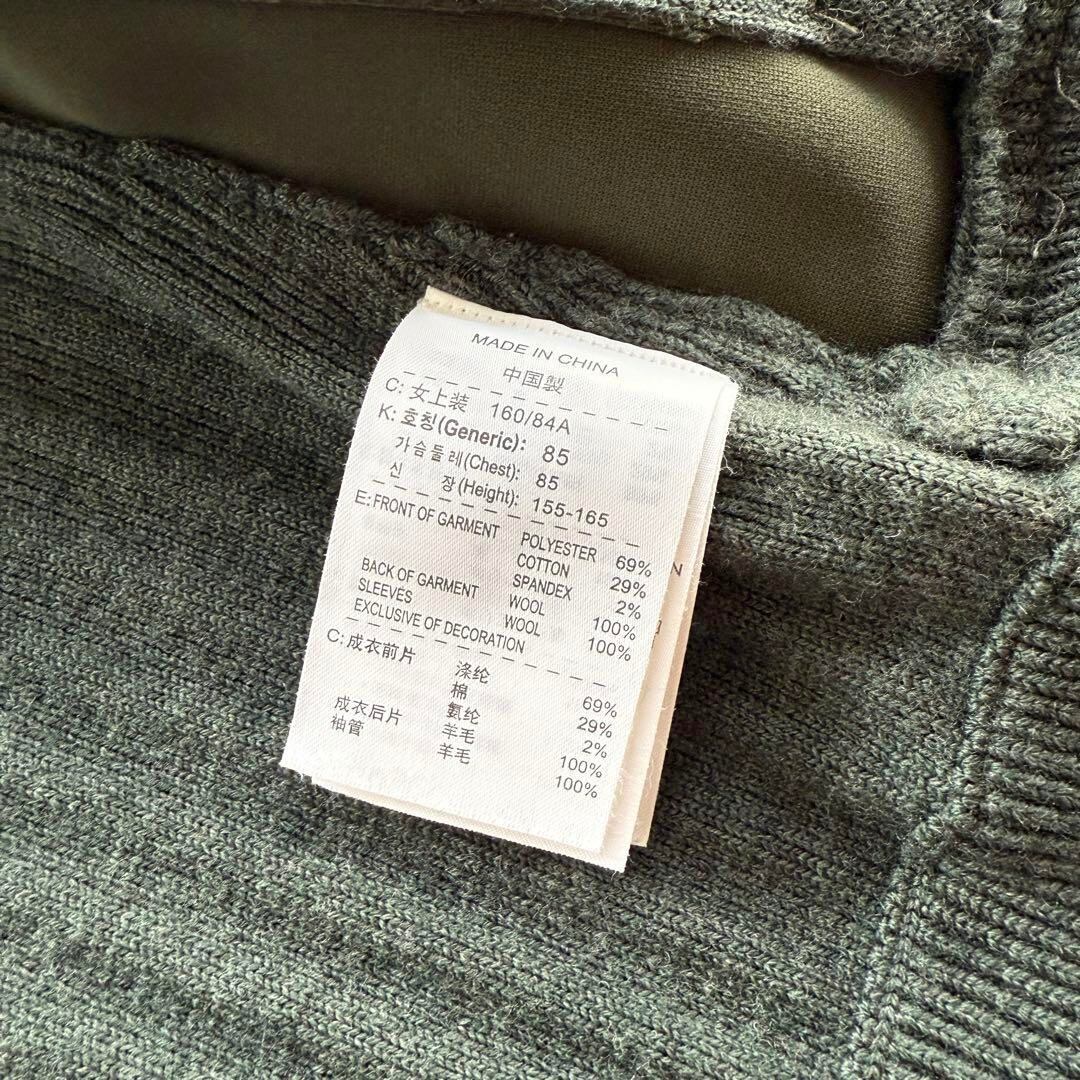 MADE IN CHINA
中国製
C: 女上装 160/84A
K: 호칭(Generic): 85
가슴둘레(Chest): 85
신 장(Height): 155-165
E: FRONT OF GARMENT POLYESTER 69%
COTTON 29%
SPANDEX 2%
BACK OF GARMENT WOOL 100%
SLEEVES WOOL 100%
EXCLUSIVE OF DECORATION
C: 成衣前片 涤纶 69%
棉 29%
氨纶 2%
成衣后片 羊毛 100%
袖管 羊毛 100%